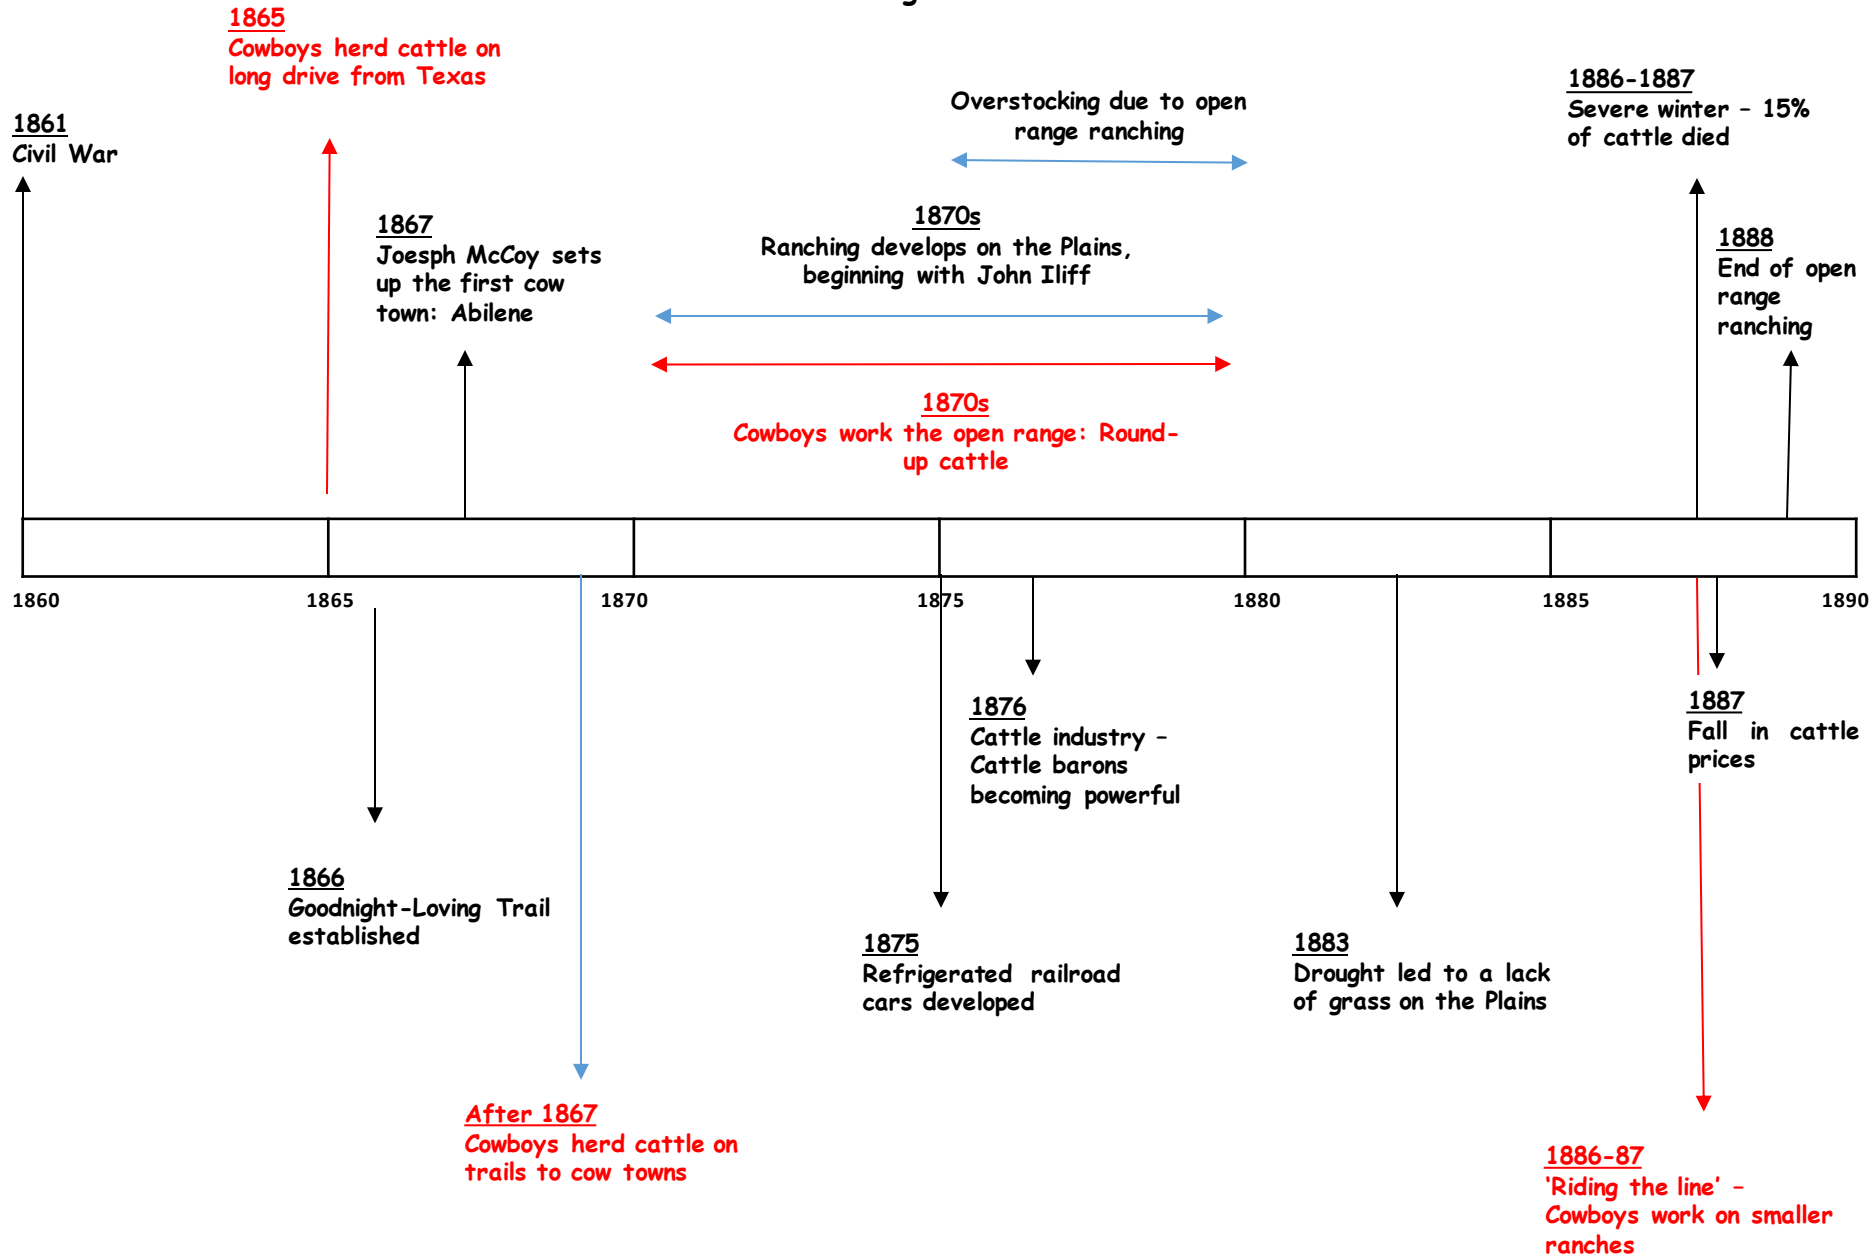 1865
Cowboys herd cattle on
long drive from Texas
1861
Civil War
1867
Joesph McCoy sets
up the first cow
town: Abilene
Overstocking due to open
range ranching
1870s
Ranching develops on the Plains,
beginning with John Iliff
1870s
Cowboys work the open range: Round-
up cattle
1886-1887
Severe winter – 15%
of cattle died
1888
End of open
range
ranching
1860
1865
1870
1875
1880
1885
1890
1866
Goodnight-Loving Trail
established
After 1867
Cowboys herd cattle on
trails to cow towns
1876
Cattle industry –
Cattle barons
becoming powerful
1875
Refrigerated railroad
cars developed
1883
Drought led to a lack
of grass on the Plains
1887
Fall in cattle
prices
1886-87
‘Riding the line’ –
Cowboys work on smaller
ranches